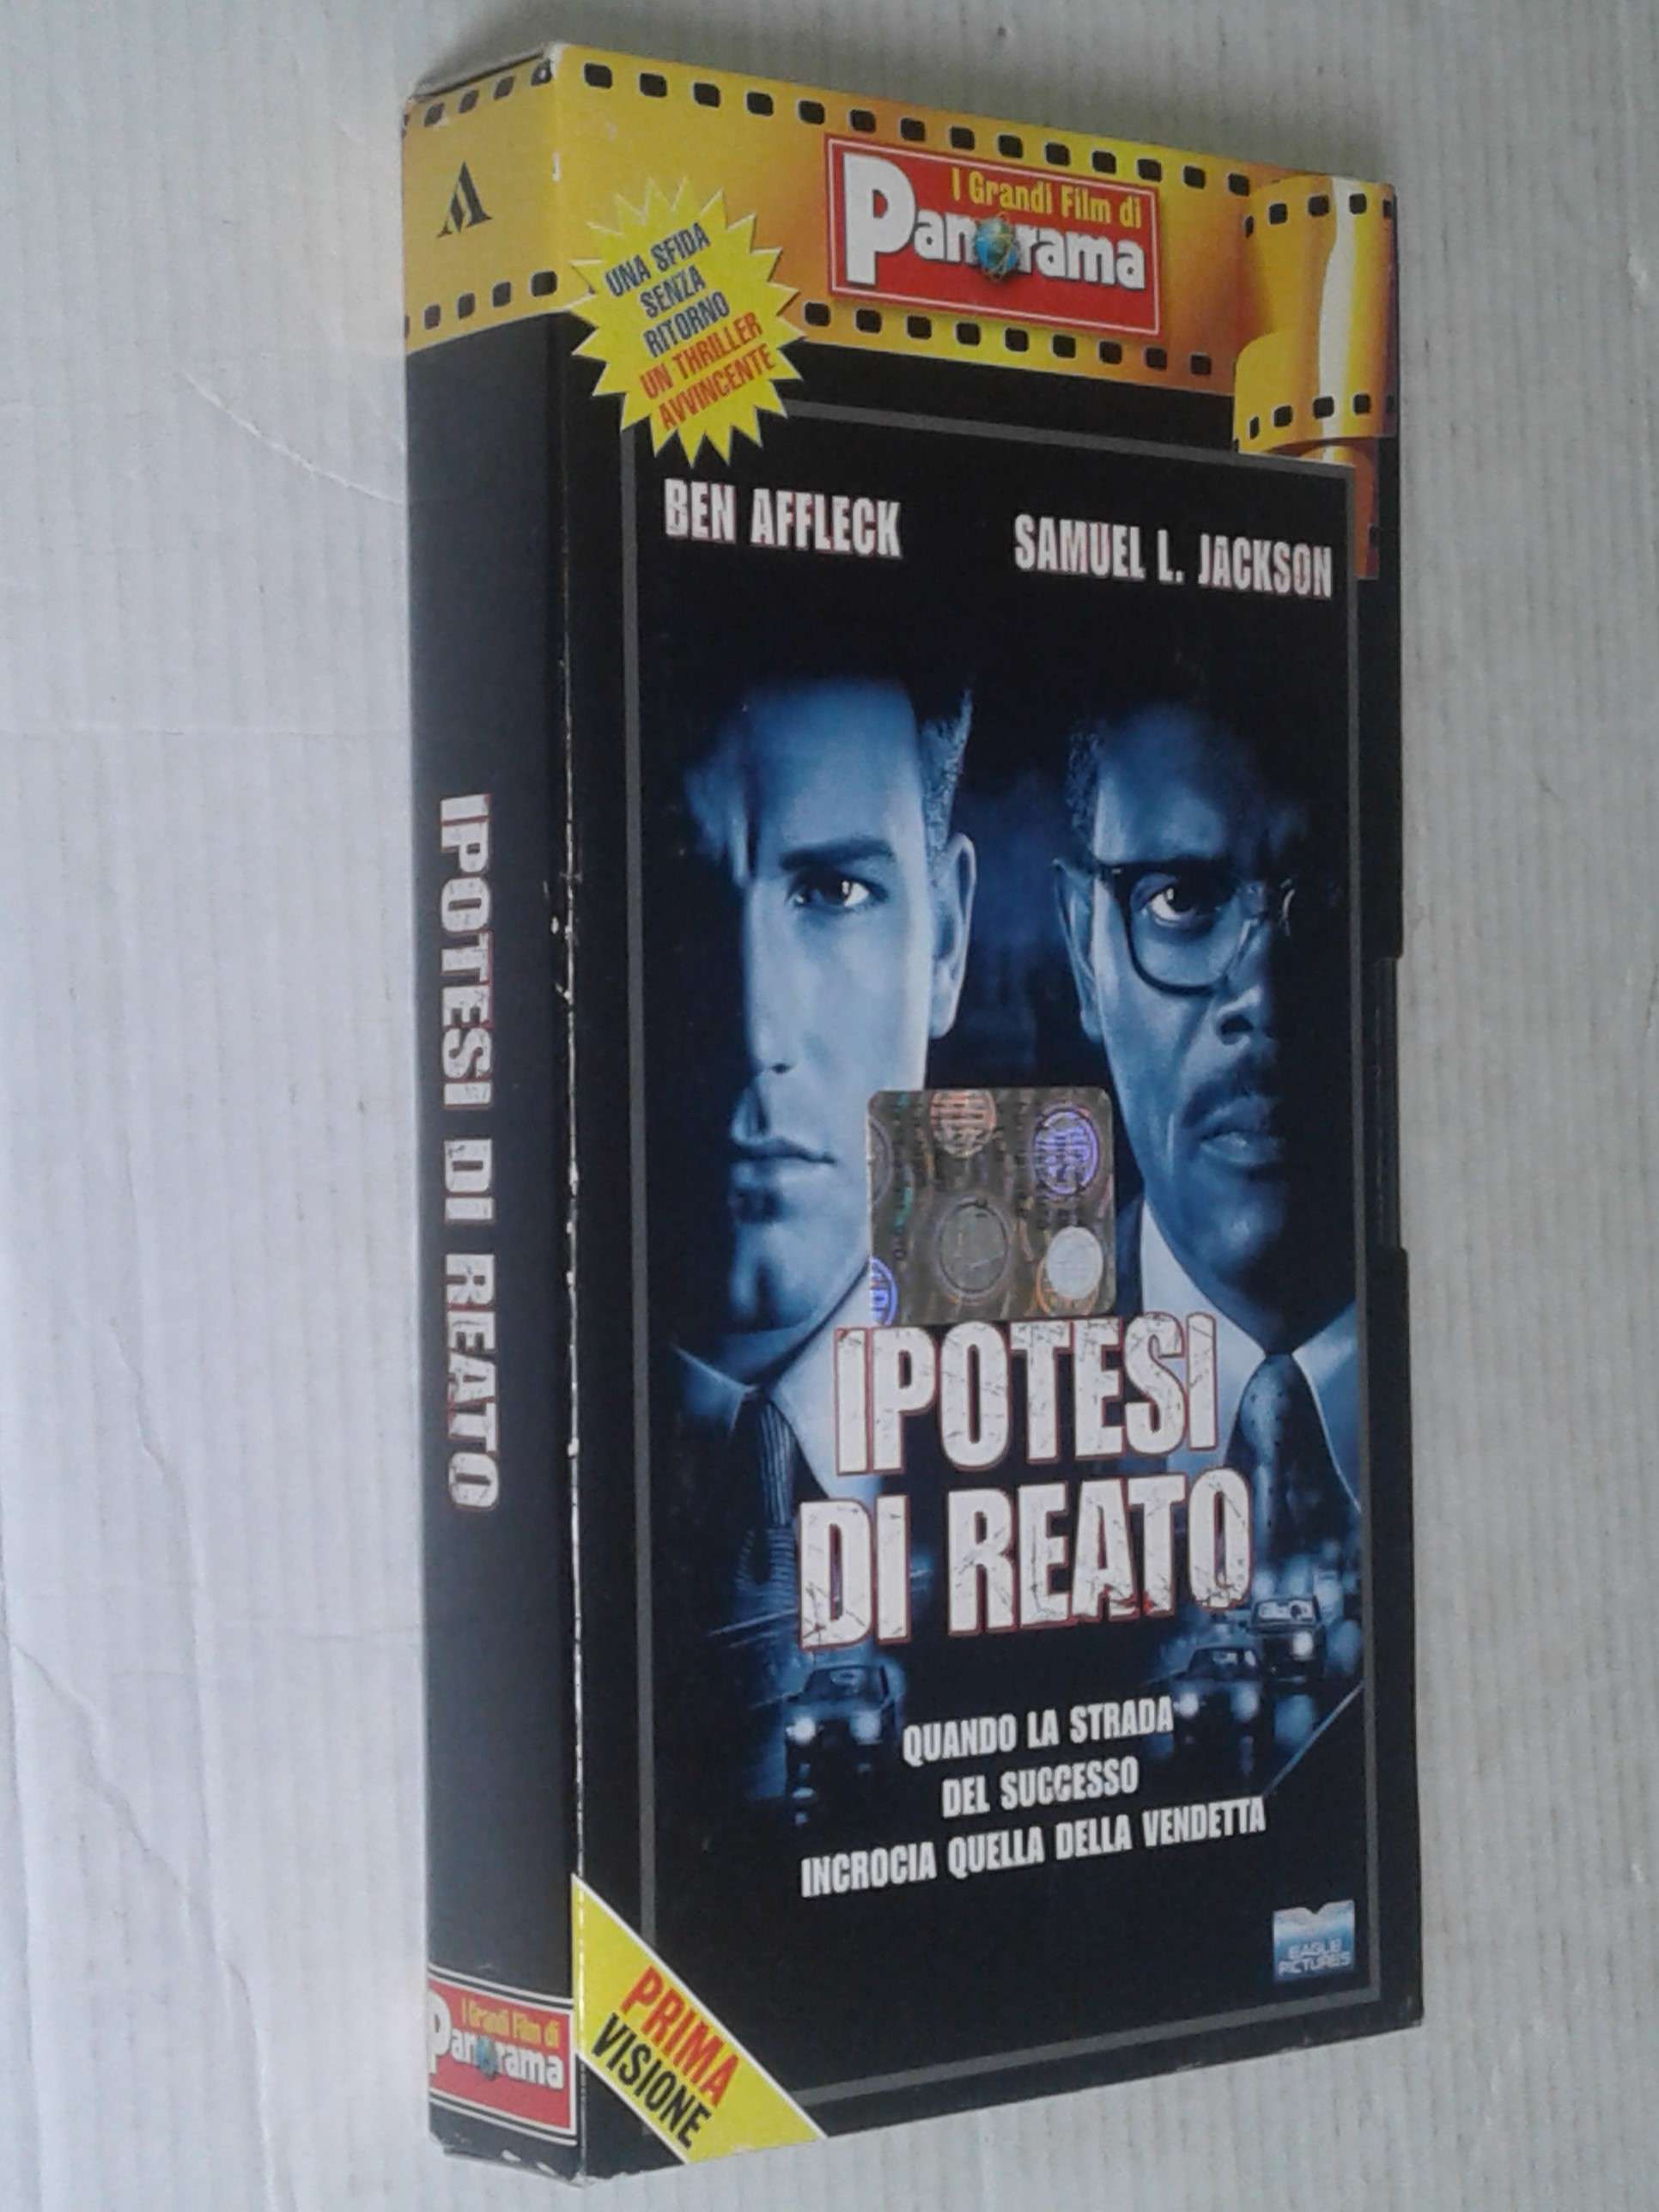 I Grandi Film di
Panorama
UNA SFIDA
SENZA
RITORNO
UN THRILLER
AVVINCENTE
BEN AFFLECK
SAMUEL L. JACKSON
IPOTESI
DI REATO
QUANDO LA STRADA
DEL SUCCESSO
INCROCIA QUELLA DELLA VENDETTA
EAGLE
PICTURES
PRIMA
VISIONE
IPOTESI DI REATO
I Grandi Film di
Panorama